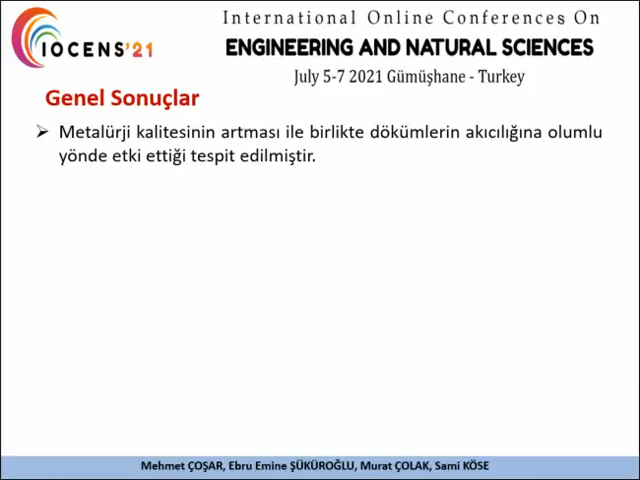 IOCENS'21
International Online Conferences On
ENGINEERING AND NATURAL SCIENCES
July 5-7 2021 Gümüşhane - Turkey
Genel Sonuçlar
➢ Metalürji kalitesinin artması ile birlikte dökümlerin akıcılığına olumlu
yönde etki ettiği tespit edilmiştir.
Mehmet ÇOŞAR, Ebru Emine ŞÜKÜROĞLU, Murat ÇOLAK, Sami KÖSE